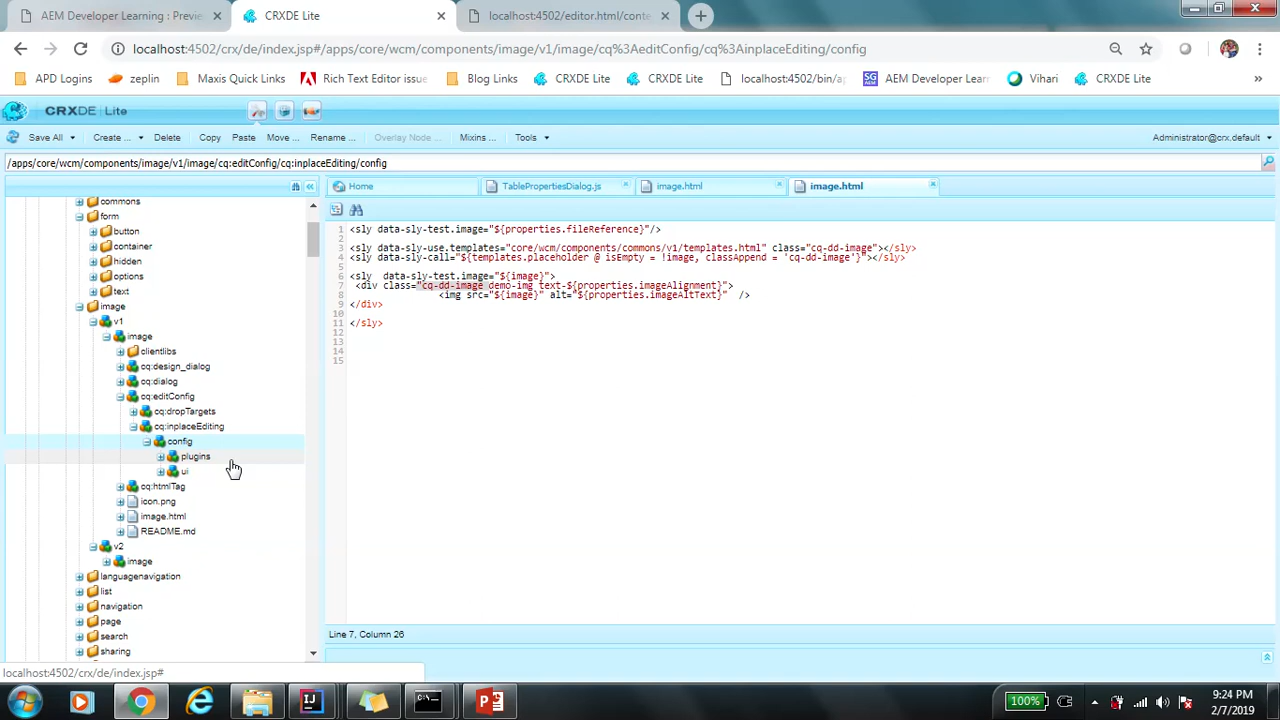 AEM Developer Learning : Previe
CRXDE Lite
localhost:4502/editor.html/conte
localhost:4502/crx/de/index.jsp#/apps/core/wcm/components/image/v1/image/cq%3AeditConfig/cq%3AinplaceEditing/config
APD Logins
zeplin
Maxis Quick Links
Rich Text Editor issue
Blog Links
CRXDE Lite
CRXDE Lite
localhost:4502/bin/a
AEM Developer Learn
Vihari
CRXDE Lite
»
CRXDE | Lite
Save All
Create ...
Delete
Copy
Paste
Move ...
Rename ...
Overlay Node ...
Mixins ...
Tools
Administrator@crx.default
/apps/core/wcm/components/image/v1/image/cq:editConfig/cq:inplaceEditing/config
Home
TablePropertiesDialog.js
image.html
image.html
commons
form
button
container
hidden
options
text
image
v1
image
clientlibs
cq:design_dialog
cq:dialog
cq:editConfig
cq:dropTargets
cq:inplaceEditing
config
plugins
ui
cq:htmlTag
icon.png
image.html
README.md
v2
image
languagenavigation
list
navigation
page
search
sharing
1 <sly data-sly-test.image="${properties.fileReference}"/>
2
3 <sly data-sly-use.templates="core/wcm/components/commons/v1/templates.html" class="cq-dd-image"></sly>
4 <sly data-sly-call="${templates.placeholder @ isEmpty = !image, classAppend = 'cq-dd-image'}"></sly>
5
6 <sly data-sly-test.image="${image}">
7 <div class="cq-dd-image demo-img text-${properties.imageAlignment}">
8 <img src="${image}" alt="${properties.imageAltText}" />
9 </div>
10
11 </sly>
12
13
14
15
Line 7, Column 26
localhost:4502/crx/de/index.jsp#
100%
9:24 PM
2/7/2019